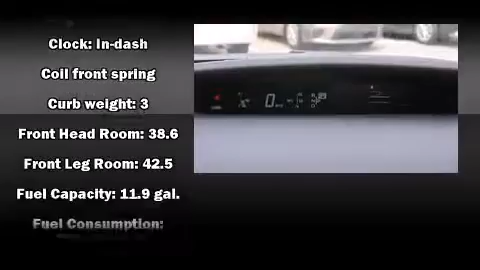 Clock: In-dash
Coil front spring
Curb weight: 3
Front Head Room: 38.6
Front Leg Room: 42.5
Fuel Capacity: 11.9 gal.
Fuel Consumption:
0